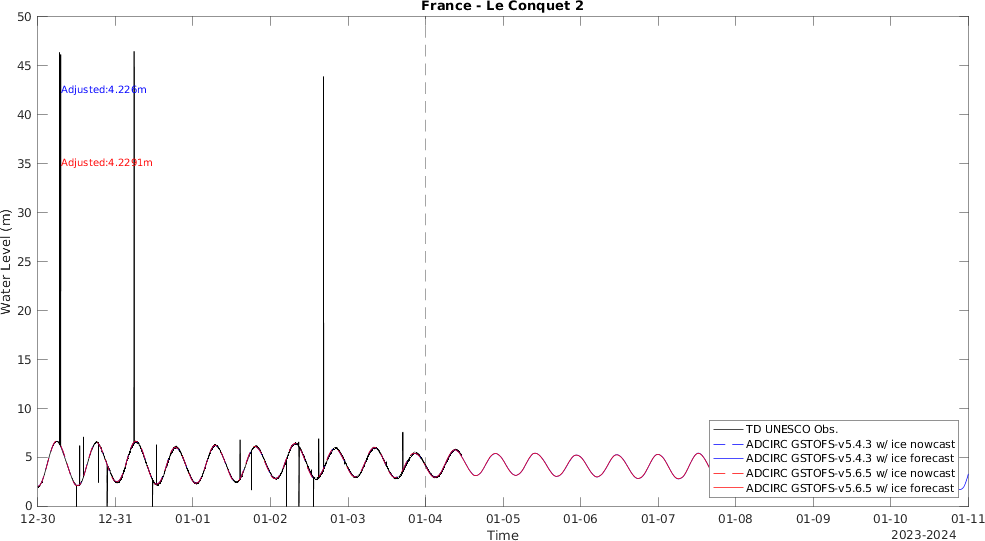 France - Le Conquet 2
50
45
40
35
30
25
20
15
10
5
0
Water Level (m)
Adjusted:4.226m
Adjusted:4.2291m
TD UNESCO Obs.
ADCIRC GSTOFS-v5.4.3 w/ ice nowcast
ADCIRC GSTOFS-v5.4.3 w/ ice forecast
ADCIRC GSTOFS-v5.6.5 w/ ice nowcast
ADCIRC GSTOFS-v5.6.5 w/ ice forecast
12-30 12-31 01-01 01-02 01-03 01-04 01-05 01-06 01-07 01-08 01-09 01-10 01-11
Time
2023-2024